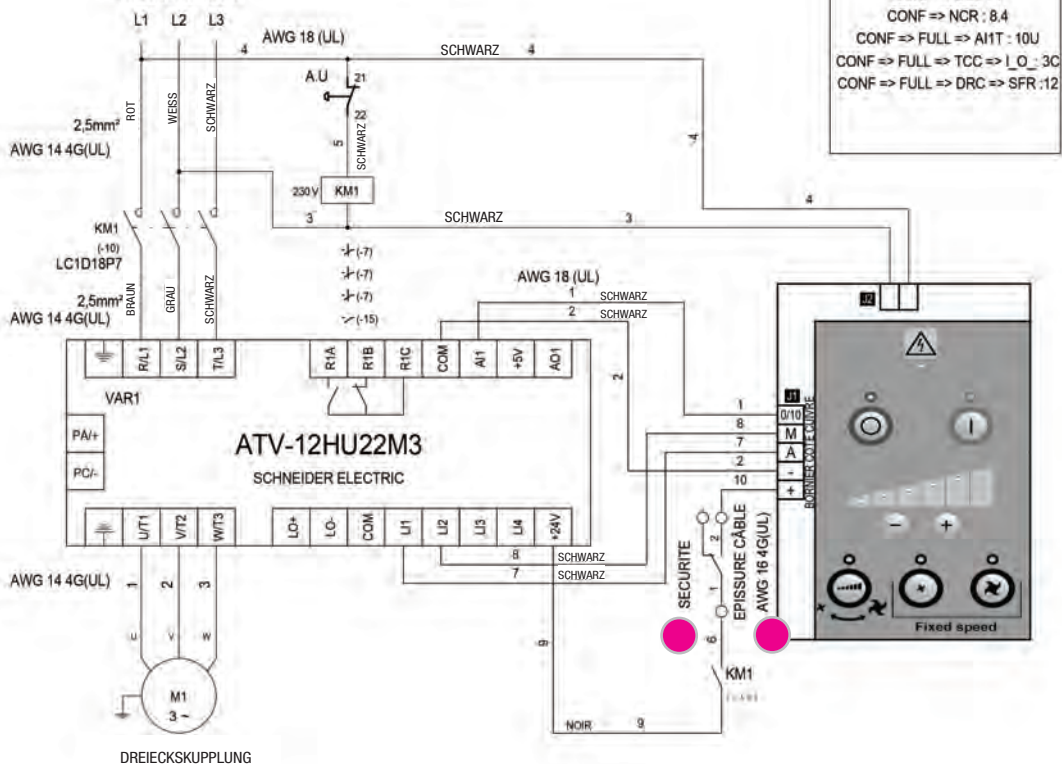 L1 L2 L3
AWG 18 (UL)
4 SCHWARZ 4
CONF => NCR : 8.4
CONF => FULL => AI1T : 10U
CONF => FULL => TCC => I_O_: 3C
CONF => FULL => DRC => SFR :12
A.U 21
22
ROT
WEISS
SCHWARZ
2,5mm²
AWG 14 4G(UL)
5
SCHWARZ
4
230V KM1
3 SCHWARZ 3
4
KM1
(-10)
LC1D18P7
(-7)
(-7)
(-7)
(-15)
2,5mm²
AWG 14 4G(UL)
BRAUN
GRAU
SCHWARZ
AWG 18 (UL)
1 SCHWARZ
2 SCHWARZ
2
J2
R/L1 S/L2 T/L3 R1A R1B R1C COM AI1 +5V AO1
VAR1
PA/+
PC/-
ATV-12HU22M3
SCHNEIDER ELECTRIC
U/T1 V/T2 W/T3 LO+ LO- COM LI1 LI2 LI3 LI4 +24V
J1
1 0/10
8 M
7 A
2 -
10 +
BORNIER COTE CUIVRE
8 SCHWARZ
7 SCHWARZ
AWG 14 4G(UL)
1 2 3
U V W
M1
3 ~
DREIECKSKUPPLUNG
9
SECURITE
2
1
6
EPISSURE CÂBLE
AWG 16 4G(UL)
KM1
NOIR 9
Fixed speed